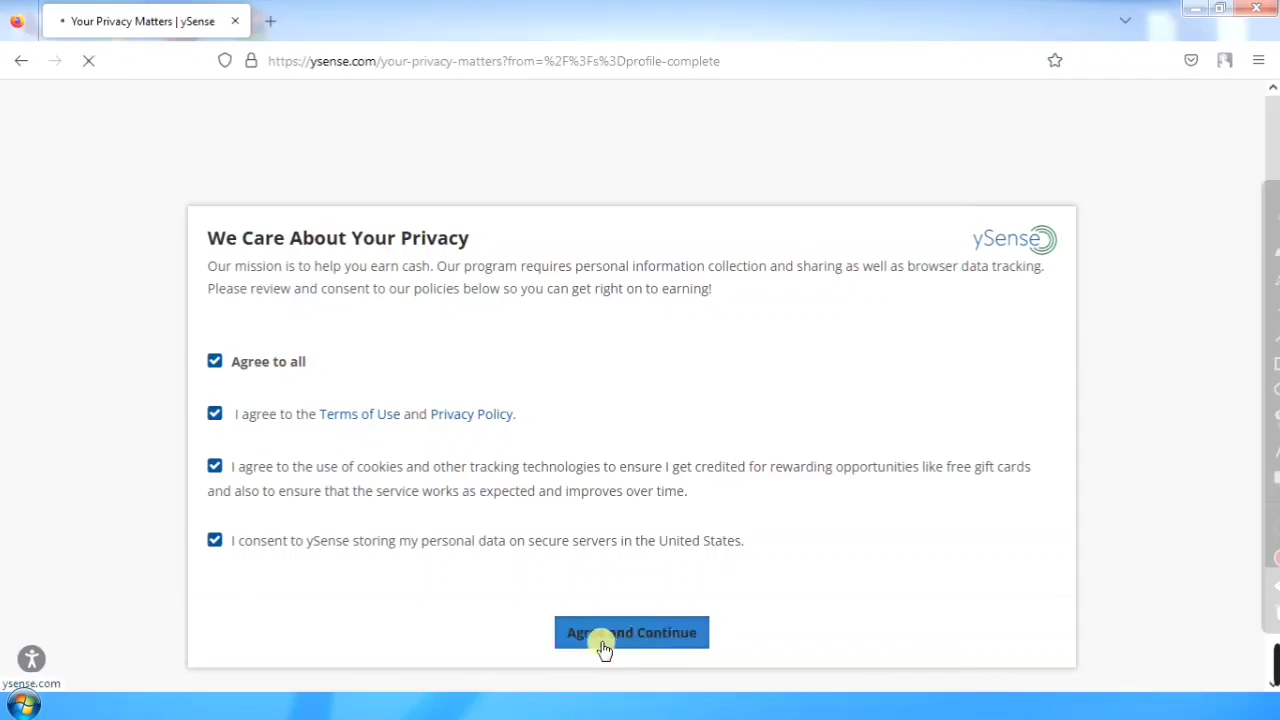 Your Privacy Matters | ySense
https://ysense.com/your-privacy-matters?from=%2F%3Fs%3Dprofile-complete
We Care About Your Privacy
ySense
Our mission is to help you earn cash. Our program requires personal information collection and sharing as well as browser data tracking.
Please review and consent to our policies below so you can get right on to earning!
Agree to all
I agree to the Terms of Use and Privacy Policy.
I agree to the use of cookies and other tracking technologies to ensure I get credited for rewarding opportunities like free gift cards
and also to ensure that the service works as expected and improves over time.
I consent to ySense storing my personal data on secure servers in the United States.
Agree and Continue
ysense.com